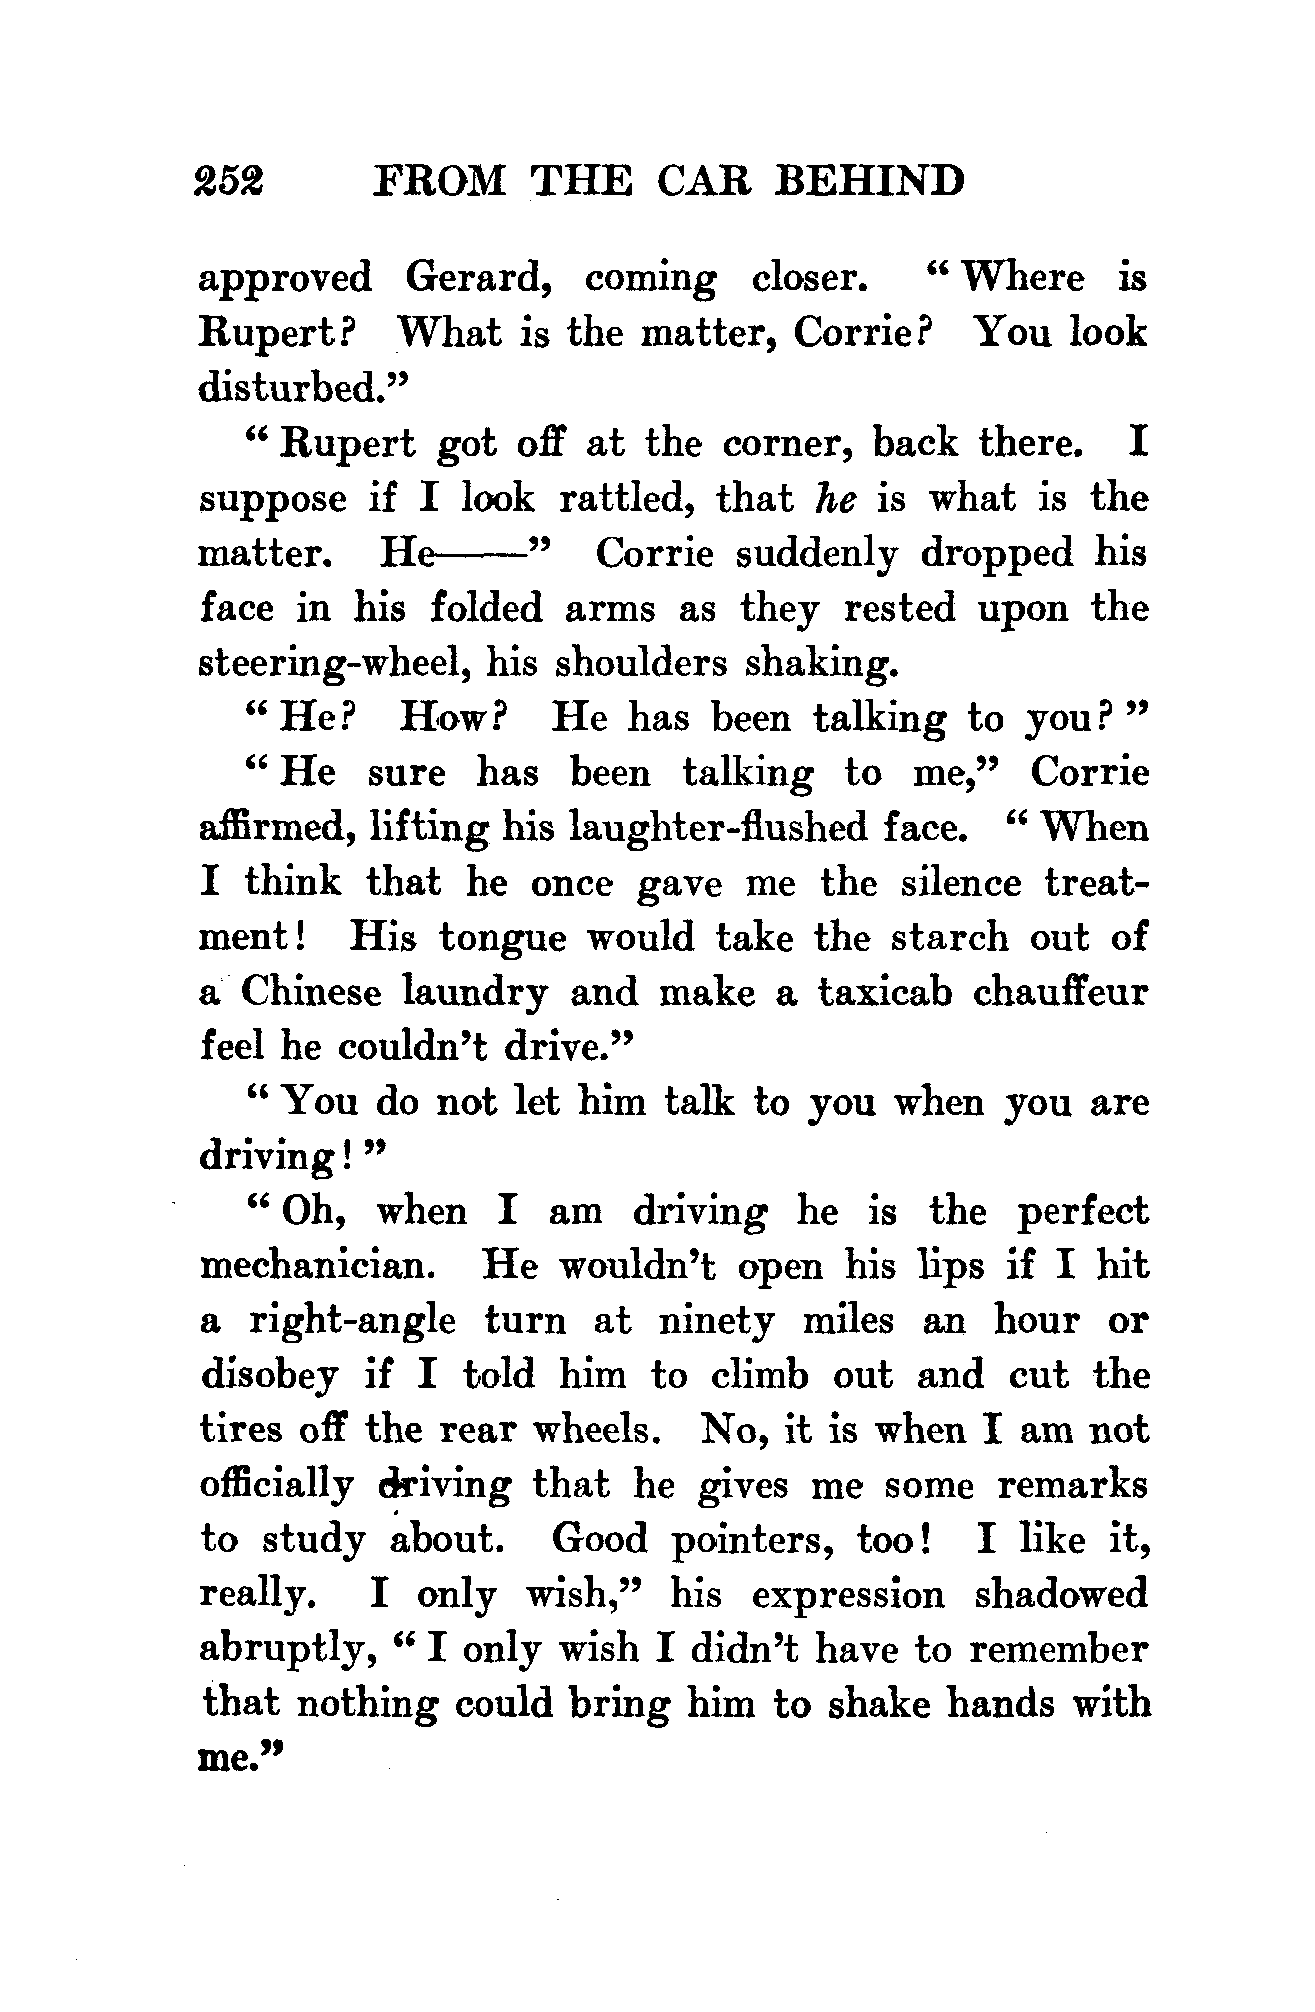 252 FROM THE CAR BEHIND
approved Gerard, coming closer. “Where is
Rupert? What is the matter, Corrie? You look
disturbed.”
“Rupert got off at the corner, back there. I
suppose if I look rattled, that he is what is the
matter. He——” Corrie suddenly dropped his
face in his folded arms as they rested upon the
steering-wheel, his shoulders shaking.
“He? How? He has been talking to you?”
“He sure has been talking to me,” Corrie
affirmed, lifting his laughter-flushed face. “When
I think that he once gave me the silence treat-
ment! His tongue would take the starch out of
a Chinese laundry and make a taxicab chauffeur
feel he couldn’t drive.”
“You do not let him talk to you when you are
driving!”
“Oh, when I am driving he is the perfect
mechanician. He wouldn’t open his lips if I hit
a right-angle turn at ninety miles an hour or
disobey if I told him to climb out and cut the
tires off the rear wheels. No, it is when I am not
officially driving that he gives me some remarks
to study about. Good pointers, too! I like it,
really. I only wish,” his expression shadowed
abruptly, “I only wish I didn’t have to remember
that nothing could bring him to shake hands with
me.”